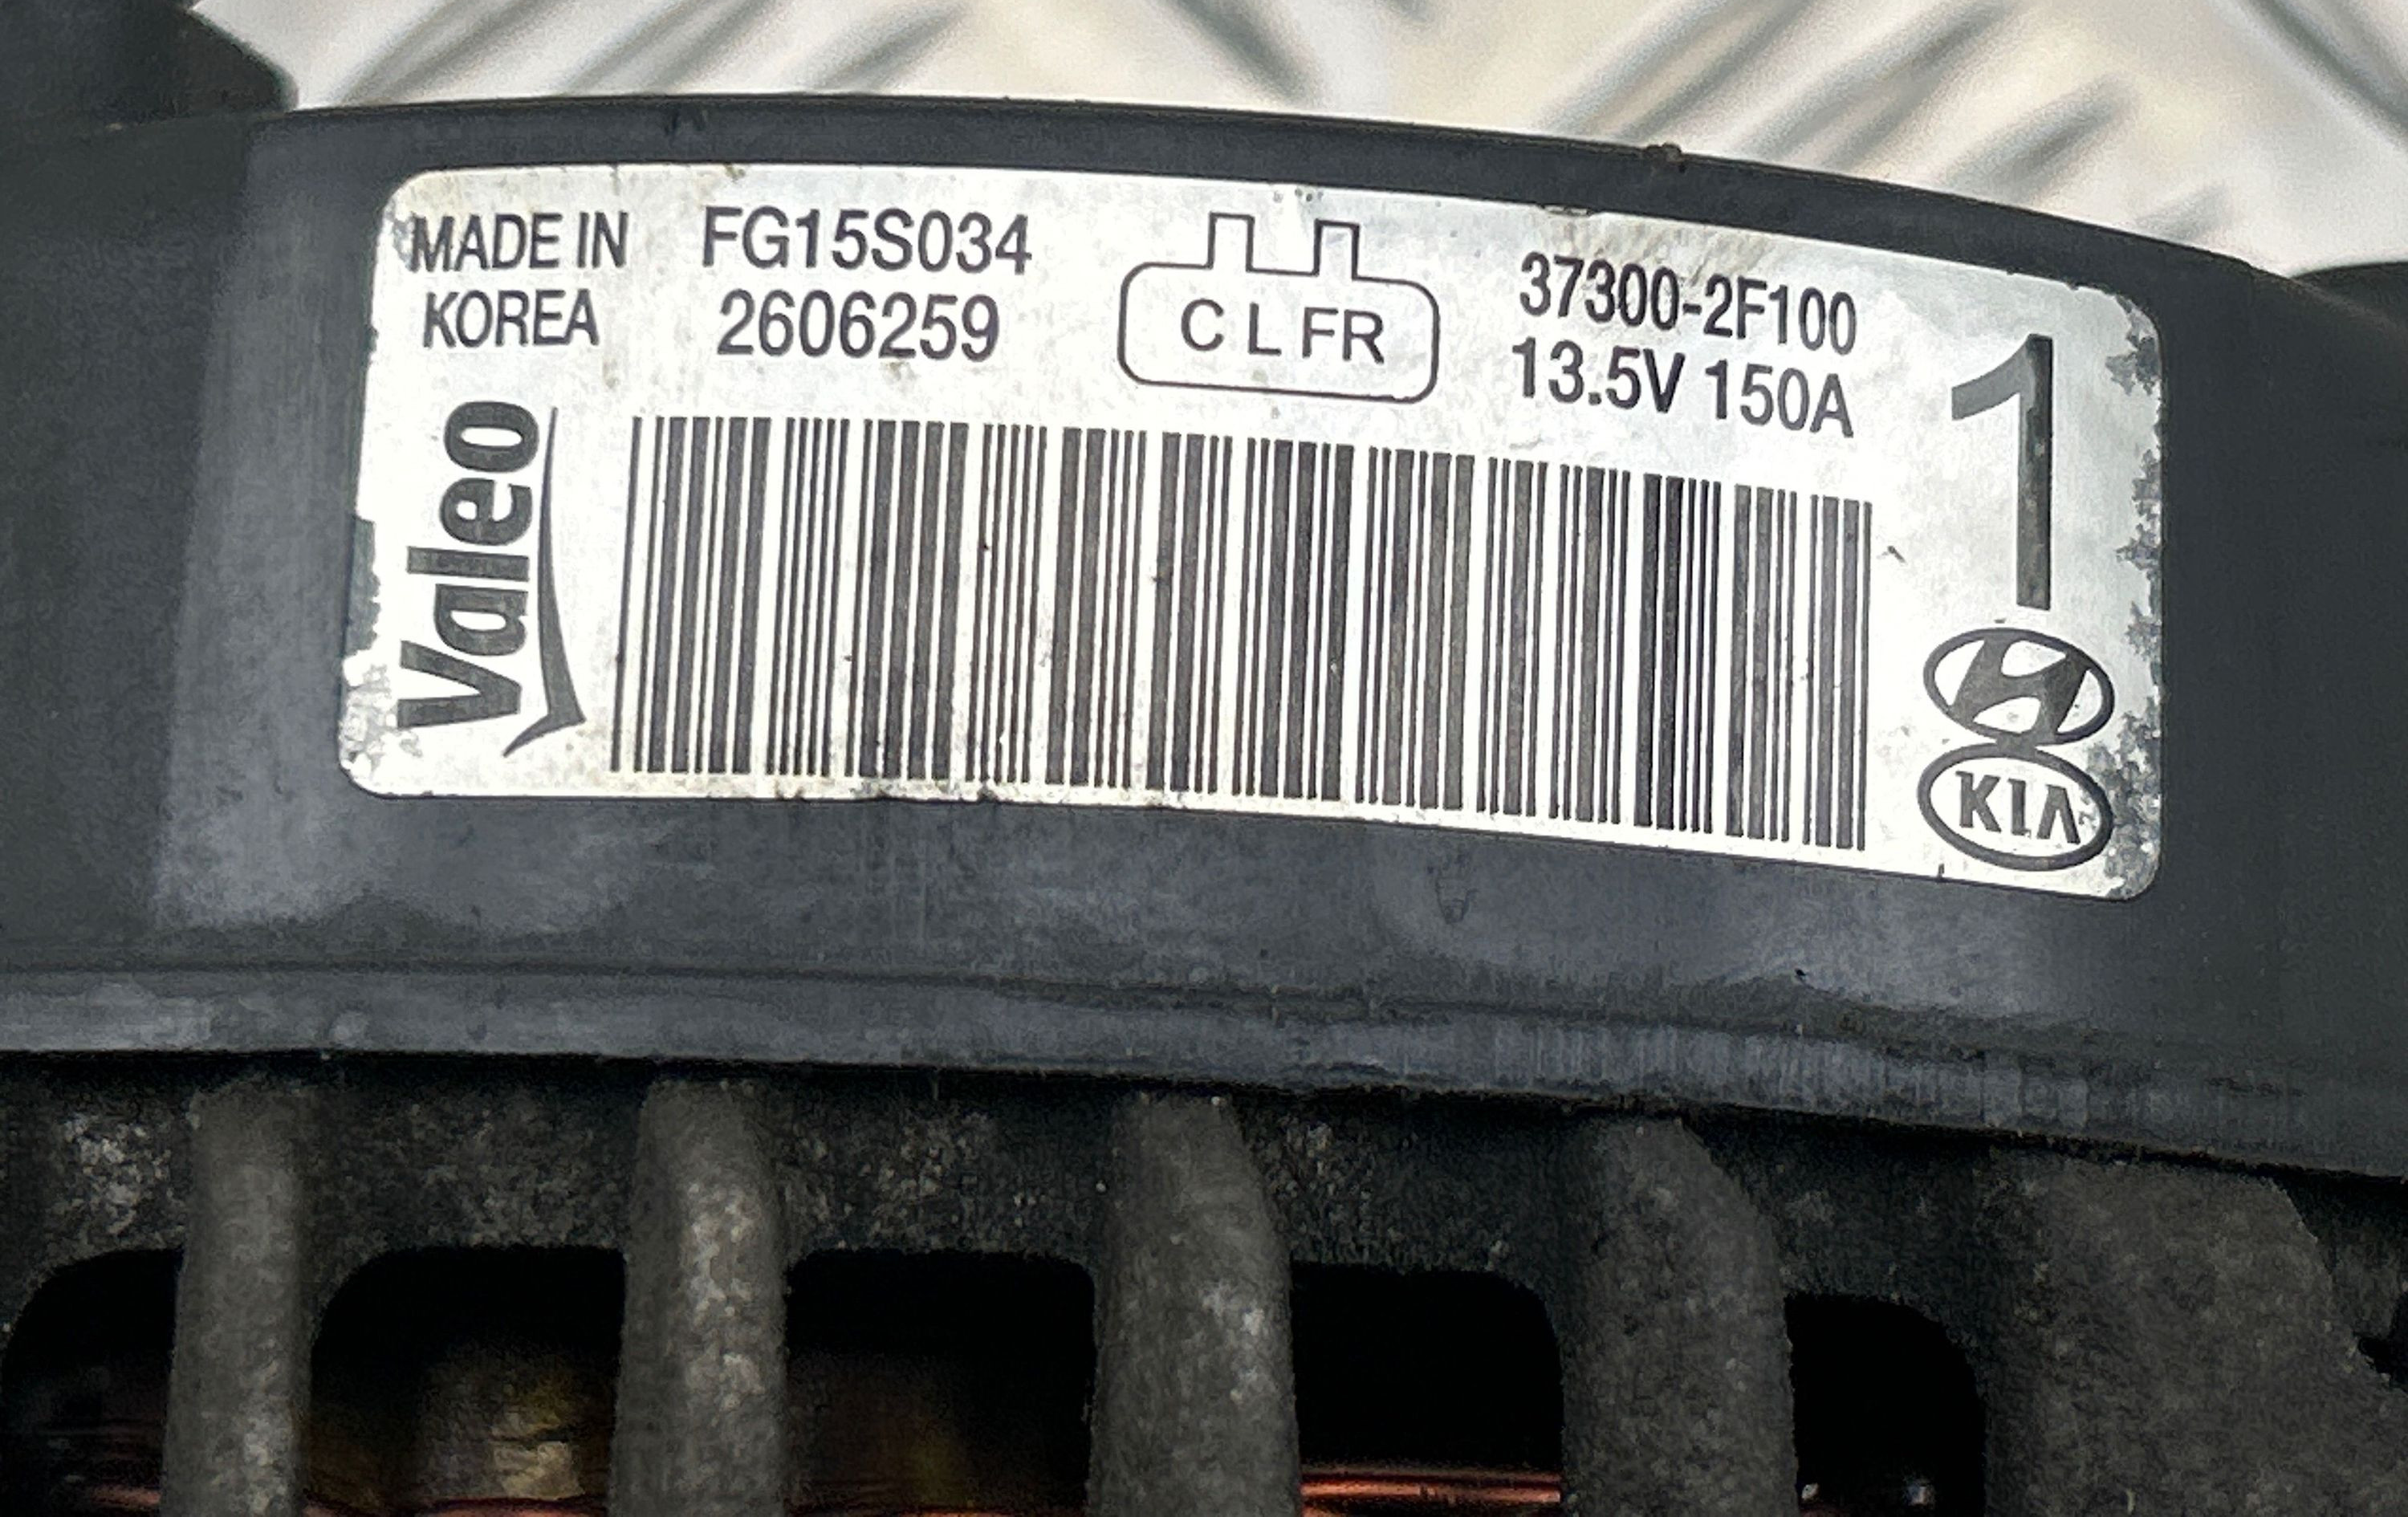 MADE IN
KOREA
FG15S034
2606259
C L FR
37300-2F100
13.5V 150A
1
Valeo
KIA